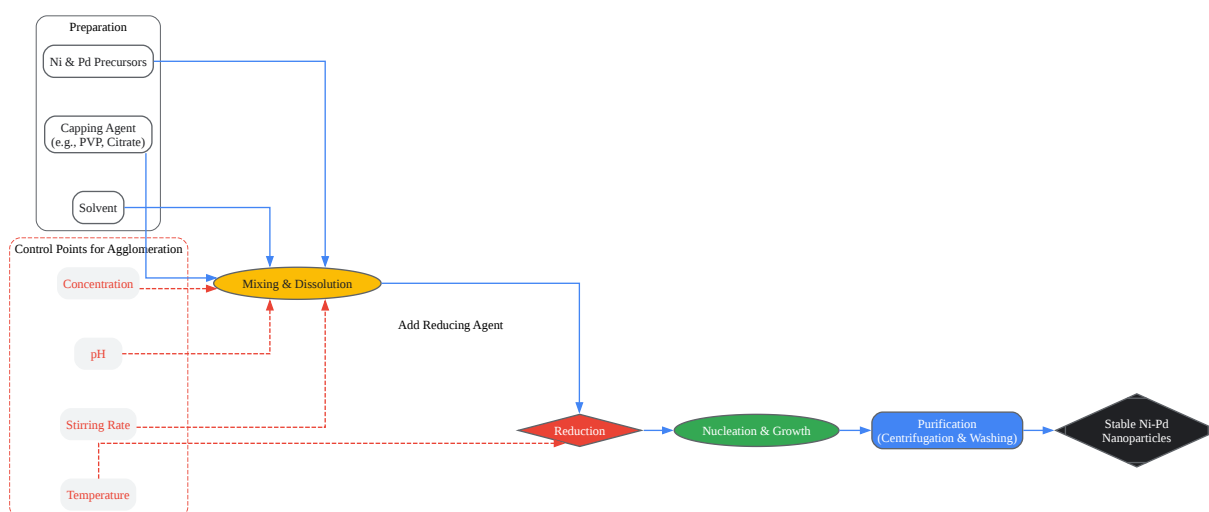 Preparation
Ni & Pd Precursors
Capping Agent
(e.g., PVP, Citrate)
Solvent
Control Points for Agglomeration
Concentration
pH
Stirring Rate
Temperature
Mixing & Dissolution
Add Reducing Agent
Reduction
Nucleation & Growth
Purification
(Centrifugation & Washing)
Stable Ni-Pd
Nanoparticles